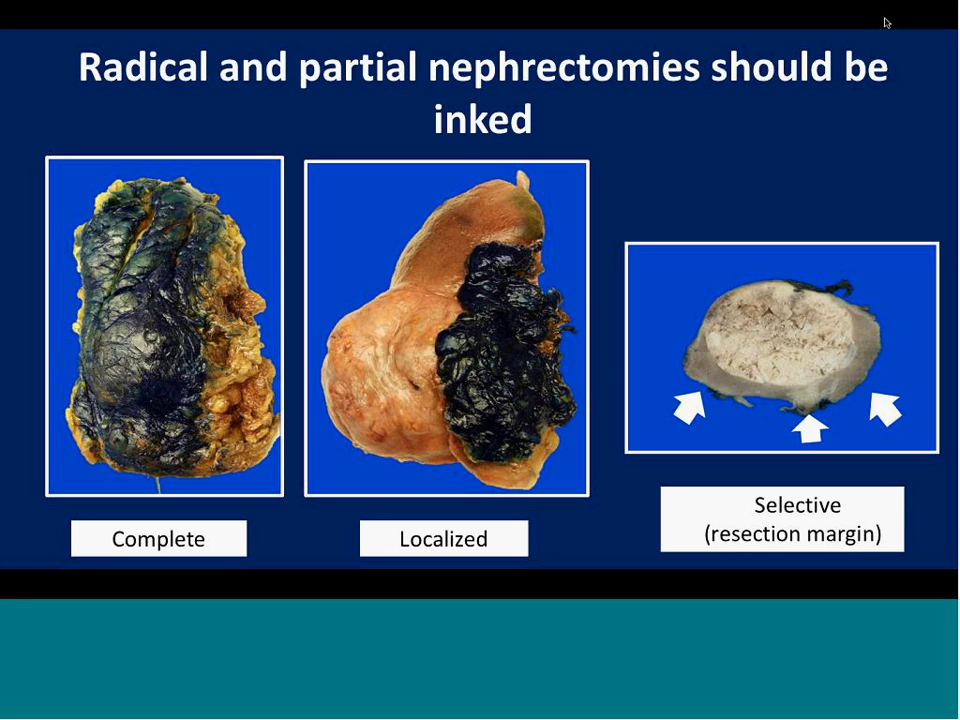 Radical and partial nephrectomies should be
inked
Complete
Localized
Selective
(resection margin)